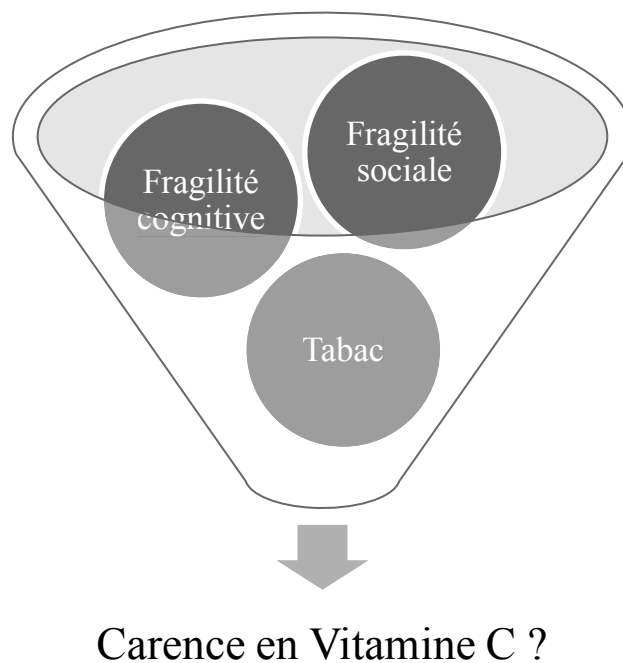 Fragilité
sociale
Fragilité
cognitive
Tabac
Carence en Vitamine C ?